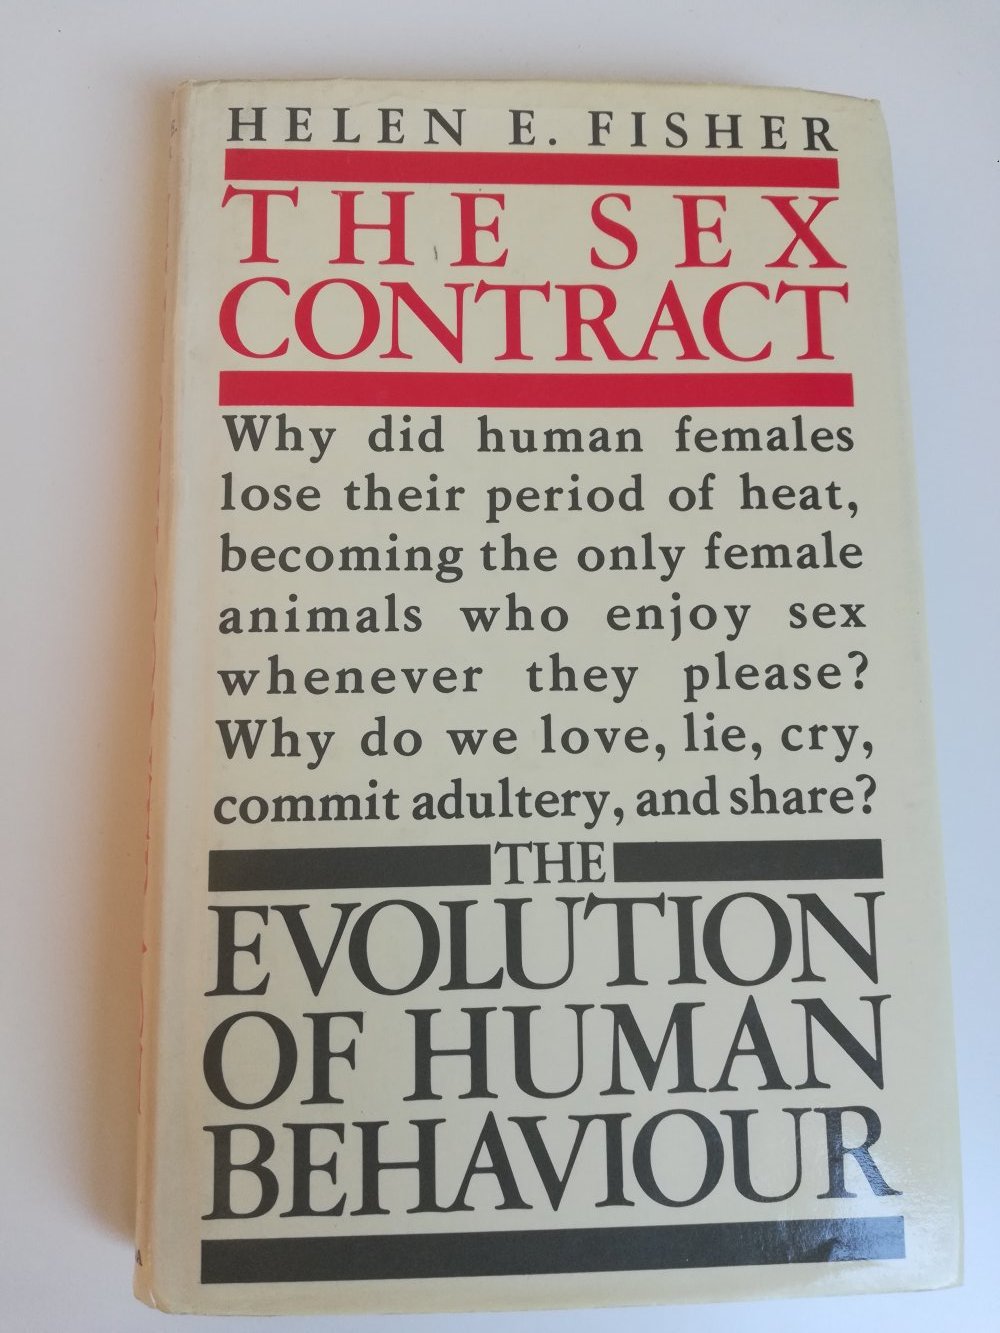 HELEN E. FISHER
THE SEX
CONTRACT
Why did human females
lose their period of heat,
becoming the only female
animals who enjoy sex
whenever they please?
Why do we love, lie, cry,
commit adultery, and share?
THE
EVOLUTION
OF HUMAN
BEHAVIOUR